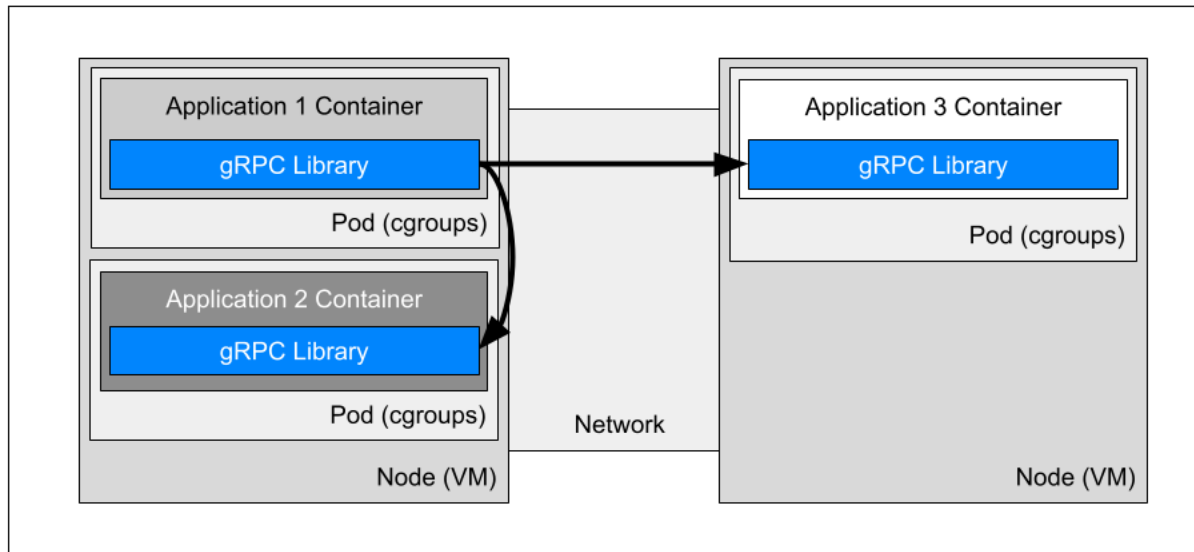 Application 1 Container
gRPC Library
Pod (cgroups)
Application 2 Container
gRPC Library
Pod (cgroups)
Node (VM)
Network
Application 3 Container
gRPC Library
Pod (cgroups)
Node (VM)